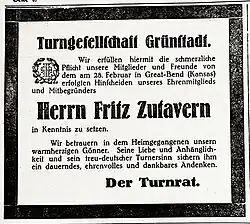 Turngesellschaft Grünstadt.
Wir erfüllen hiermit die schmerzliche
Pflicht unsere Mitglieder und Freunde von
dem am 28. Februar in Great-Bend (Kansas)
erfolgten Hinscheiden unseres Ehrenmitglieds und
Mitbegründers
Herrn Fritz Zutavern
in Kenntnis zu setzen.
Wir betrauern in dem Heimgegangenen unsern
warmherzigen Gönner. Seine Liebe und Anhänglich-
keit und sein treu-deutscher Turnersinn sichern ihm
ein dauerndes, ehrenvolles und dankbares Andenken.
Der Turnrat.